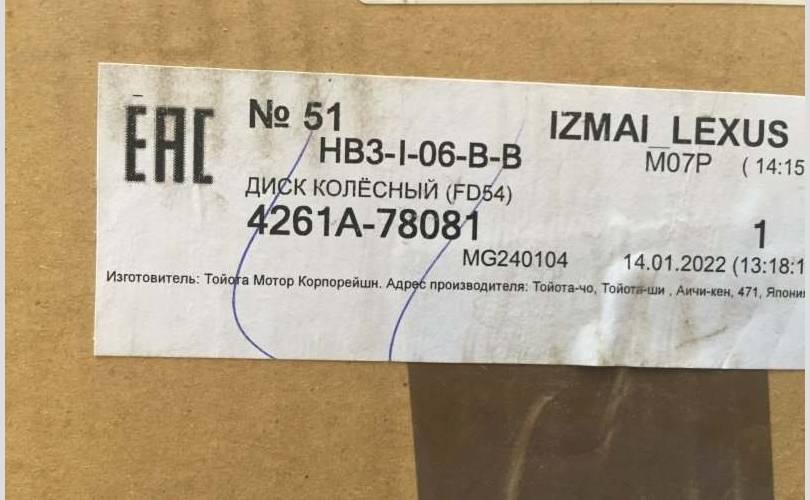 EAC
№ 51
IZMAI_LEXUS
HB3-I-06-B-B
M07P ( 14:15
ДИСК КОЛЁСНЫЙ (FD54)
4261A-78081
1
MG240104
14.01.2022 (13:18:1
Изготовитель: Тойота Мотор Корпорейшн. Адрес производителя: Тойота-чо, Тойота-ши , Аичи-кен, 471, Япони